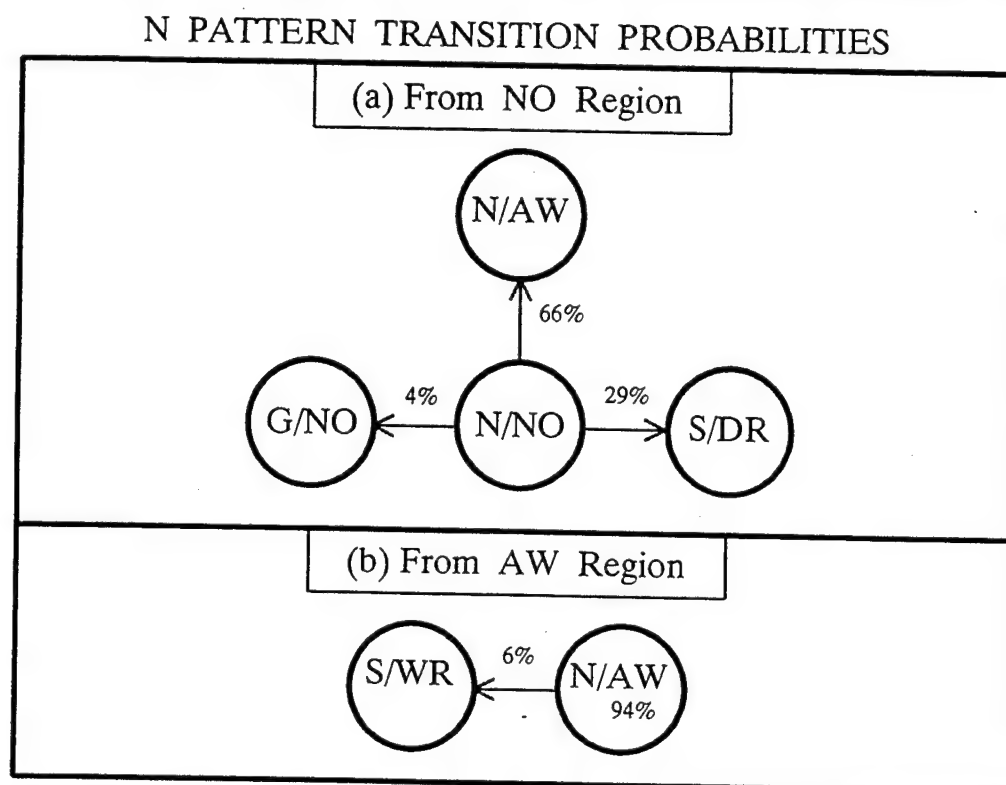 N PATTERN TRANSITION PROBABILITIES
(a) From NO Region
N/AW
66%
G/NO
4%
N/NO
29%
S/DR
(b) From AW Region
S/WR
6%
N/AW
94%